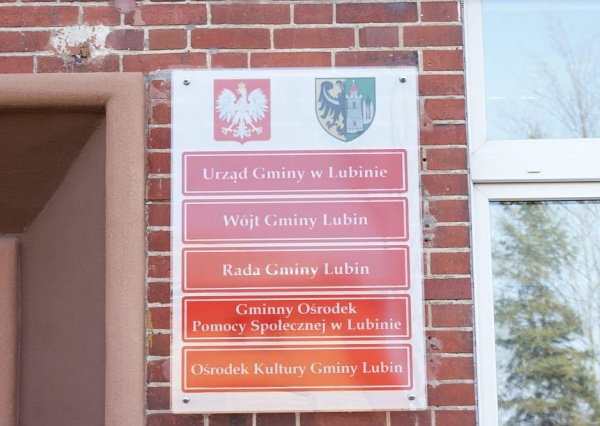 Urząd Gminy w Lubinie
Wójt Gminy Lubin
Rada Gminy Lubin
Gminny Ośrodek
Pomocy Społecznej w Lubinie
Ośrodek Kultury Gminy Lubin